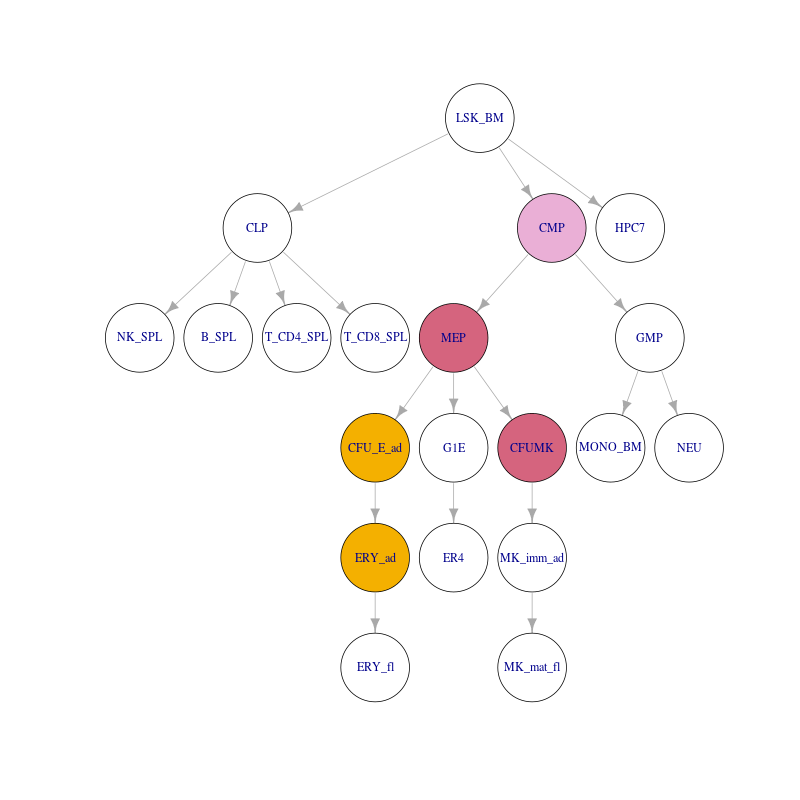 LSK_BM
CLP
CMP
HPC7
NK_SPL
B_SPL
T_CD4_SPL
T_CD8_SPL
MEP
GMP
CFU_E_ad
G1E
CFUMK
MONO_BM
NEU
ERY_ad
ER4
MK_imm_ad
ERY_fl
MK_mat_fl